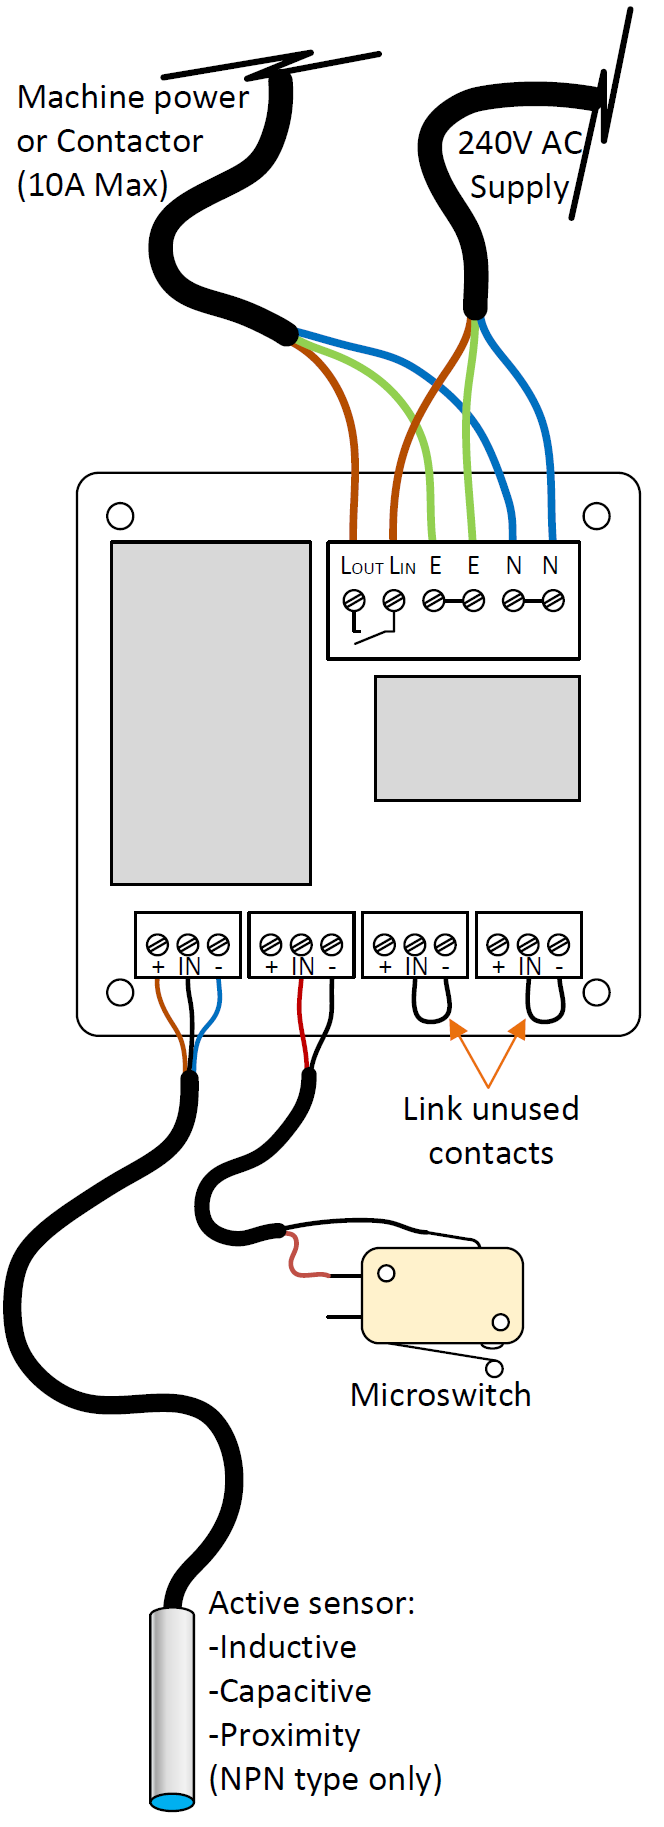 Machine power
or Contactor
(10A Max)
240V AC
Supply
LOUT LIN E E N N
+ IN - + IN - + IN - + IN -
Link unused
contacts
Microswitch
Active sensor:
-Inductive
-Capacitive
-Proximity
(NPN type only)